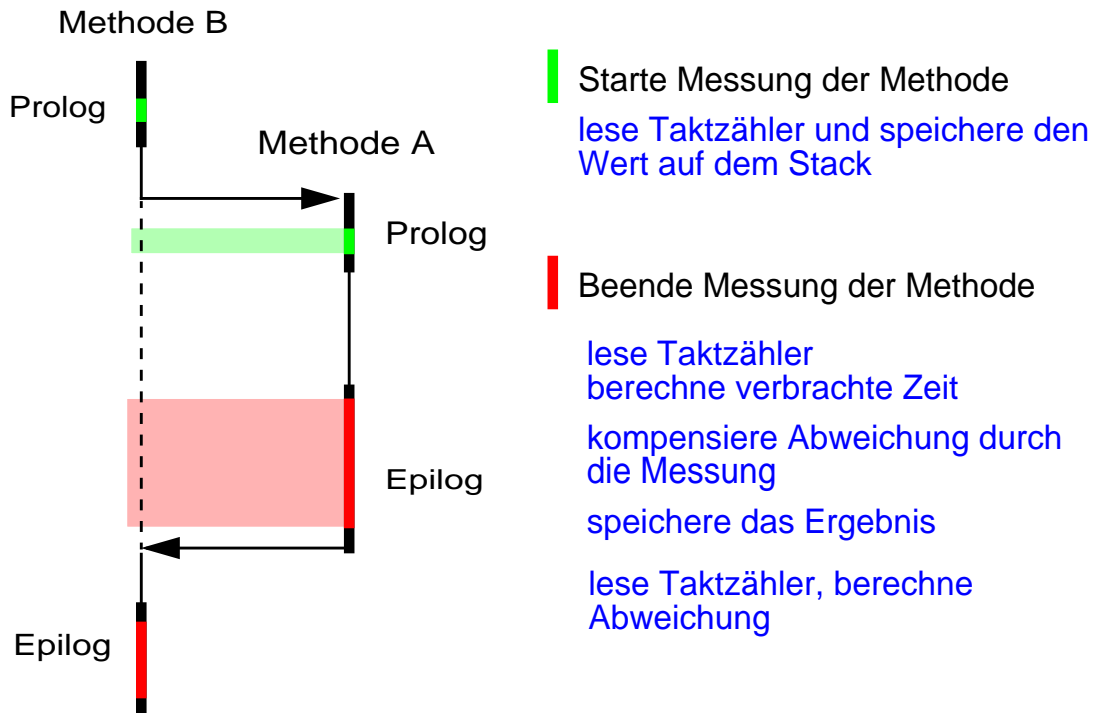 Methode B
Prolog
Methode A
Prolog
Epilog
Epilog
Starte Messung der Methode
lese Taktzähler und speichere den
Wert auf dem Stack
Beende Messung der Methode
lese Taktzähler
berechne verbrachte Zeit
kompensiere Abweichung durch
die Messung
speichere das Ergebnis
lese Taktzähler, berechne
Abweichung